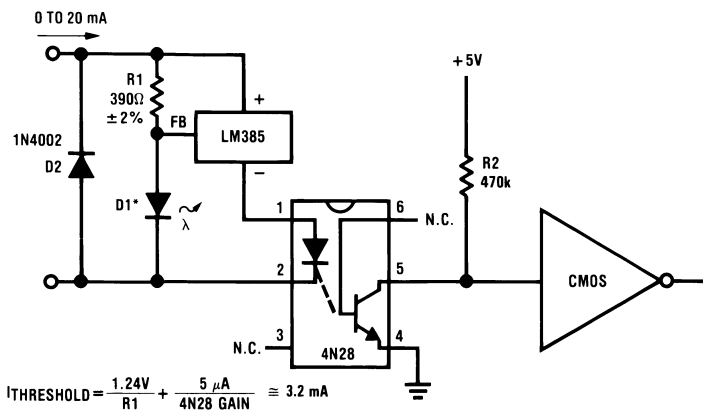 0 TO 20 mA
+5V
R1
390Ω
±2%
FB
+
LM385
−
1N4002
D2
R2
470k
D1*
λ
1
6
N.C.
2
5
CMOS
3
N.C.
4
4N28
ITHRESHOLD = 1.24V / R1 + 5 μA / 4N28 GAIN ≅ 3.2 mA